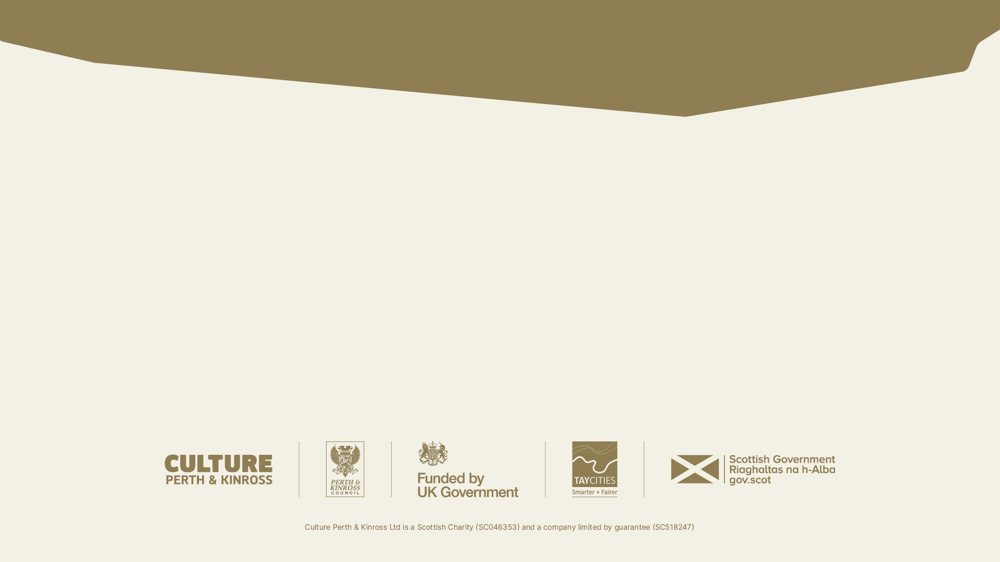 CULTURE
PERTH & KINROSS
PERTH &
KINROSS
COUNCIL
Funded by
UK Government
TAYCITIES
Smarter + Fairer
Scottish Government
Riaghaltas na h-Alba
gov.scot
Culture Perth & Kinross Ltd is a Scottish Charity (SC046353) and a company limited by guarantee (SC518247)